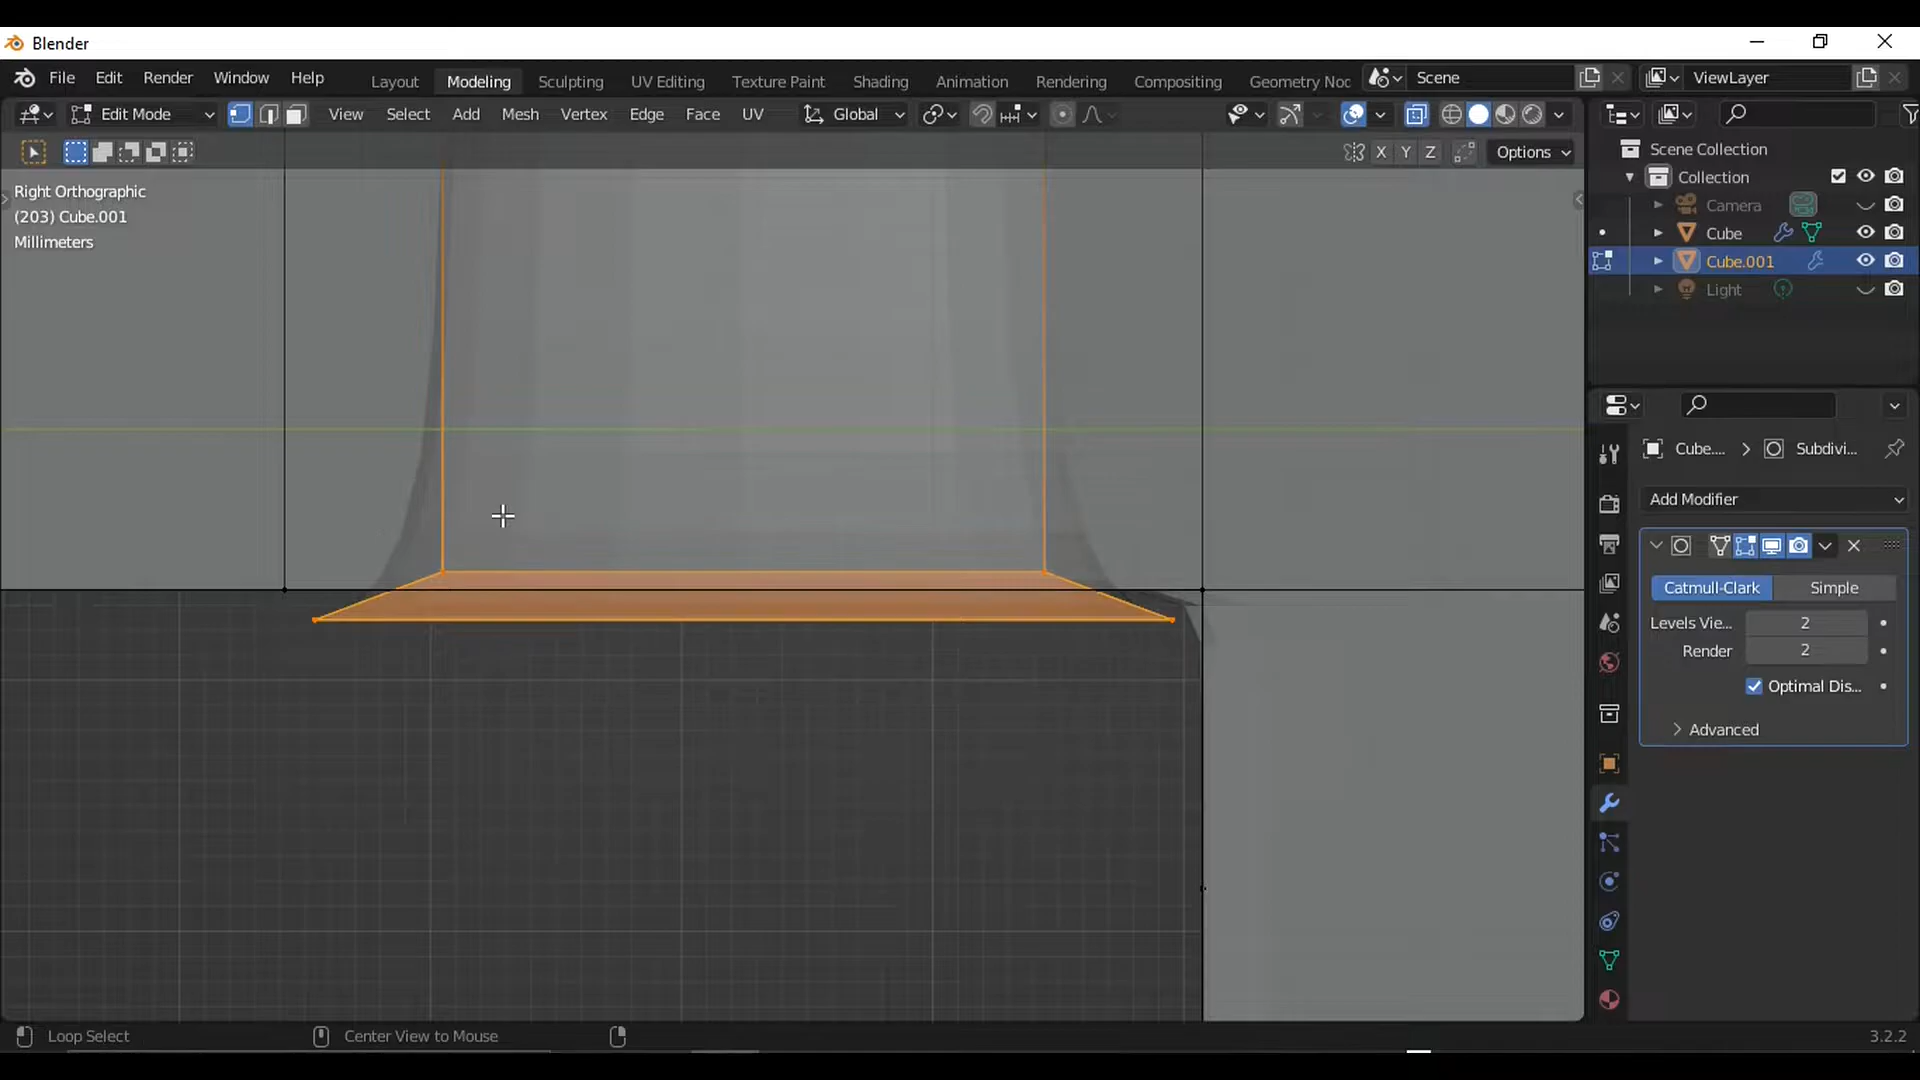 Blender
File Edit Render Window Help Layout Modeling Sculpting UV Editing Texture Paint Shading Animation Rendering Compositing Geometry Noc Scene ViewLayer
Edit Mode View Select Add Mesh Vertex Edge Face UV Global
X Y Z Options
Scene Collection
Collection
Camera
Cube
Cube.001
Light
Right Orthographic
(203) Cube.001
Millimeters
Cube.... > Subdivi...
Add Modifier
Catmull-Clark Simple
Levels Vie... 2
Render 2
Optimal Dis...
Advanced
Loop Select Center View to Mouse 3.2.2